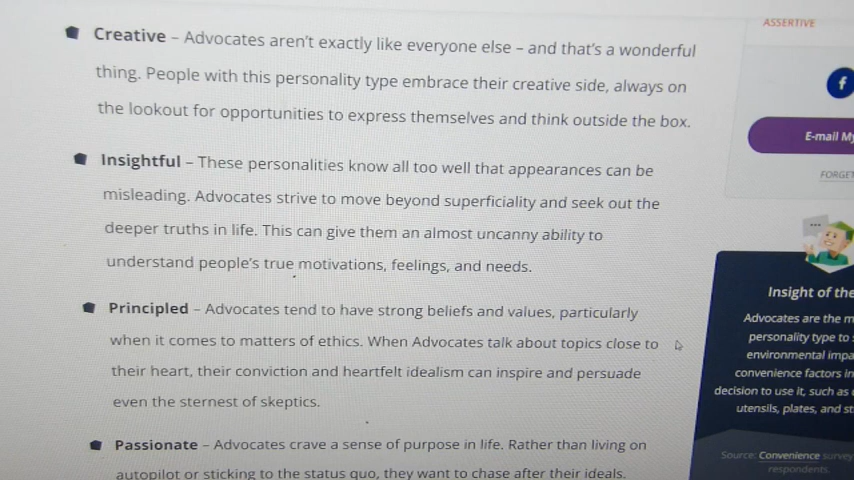 Creative – Advocates aren't exactly like everyone else – and that's a wonderful
thing. People with this personality type embrace their creative side, always on
the lookout for opportunities to express themselves and think outside the box.
Insightful – These personalities know all too well that appearances can be
misleading. Advocates strive to move beyond superficiality and seek out the
deeper truths in life. This can give them an almost uncanny ability to
understand people's true motivations, feelings, and needs.
Principled – Advocates tend to have strong beliefs and values, particularly
when it comes to matters of ethics. When Advocates talk about topics close to
their heart, their conviction and heartfelt idealism can inspire and persuade
even the sternest of skeptics.
Passionate – Advocates crave a sense of purpose in life. Rather than living on
autopilot or sticking to the status quo, they want to chase after their ideals.
ASSERTIVE
f
E-mail My
FORGET
Insight of the
Advocates are the m
personality type to
environmental impa
convenience factors in
decision to use it, such as
utensils, plates, and st
Source: Convenience survey
respondents.